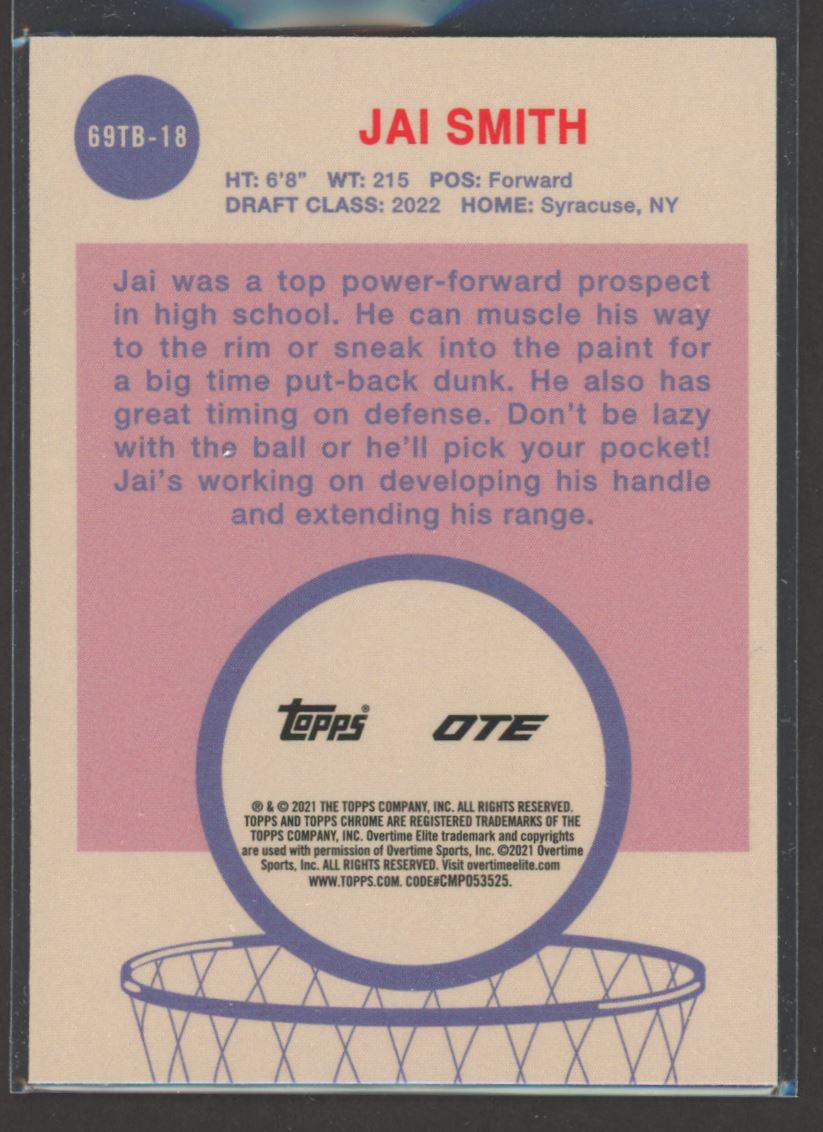 69TB-18
JAI SMITH
HT: 6'8" WT: 215 POS: Forward
DRAFT CLASS: 2022 HOME: Syracuse, NY
Jai was a top power-forward prospect
in high school. He can muscle his way
to the rim or sneak into the paint for
a big time put-back dunk. He also has
great timing on defense. Don't be lazy
with the ball or he'll pick your pocket!
Jai's working on developing his handle
and extending his range.
Topps® OTE
® & © 2021 THE TOPPS COMPANY, INC. ALL RIGHTS RESERVED.
TOPPS AND TOPPS CHROME ARE REGISTERED TRADEMARKS OF THE
TOPPS COMPANY, INC. Overtime Elite trademark and copyrights
are used with permission of Overtime Sports, Inc. ©2021 Overtime
Sports, Inc. ALL RIGHTS RESERVED. Visit overtimeelite.com
WWW.TOPPS.COM. CODE#CMP053525.